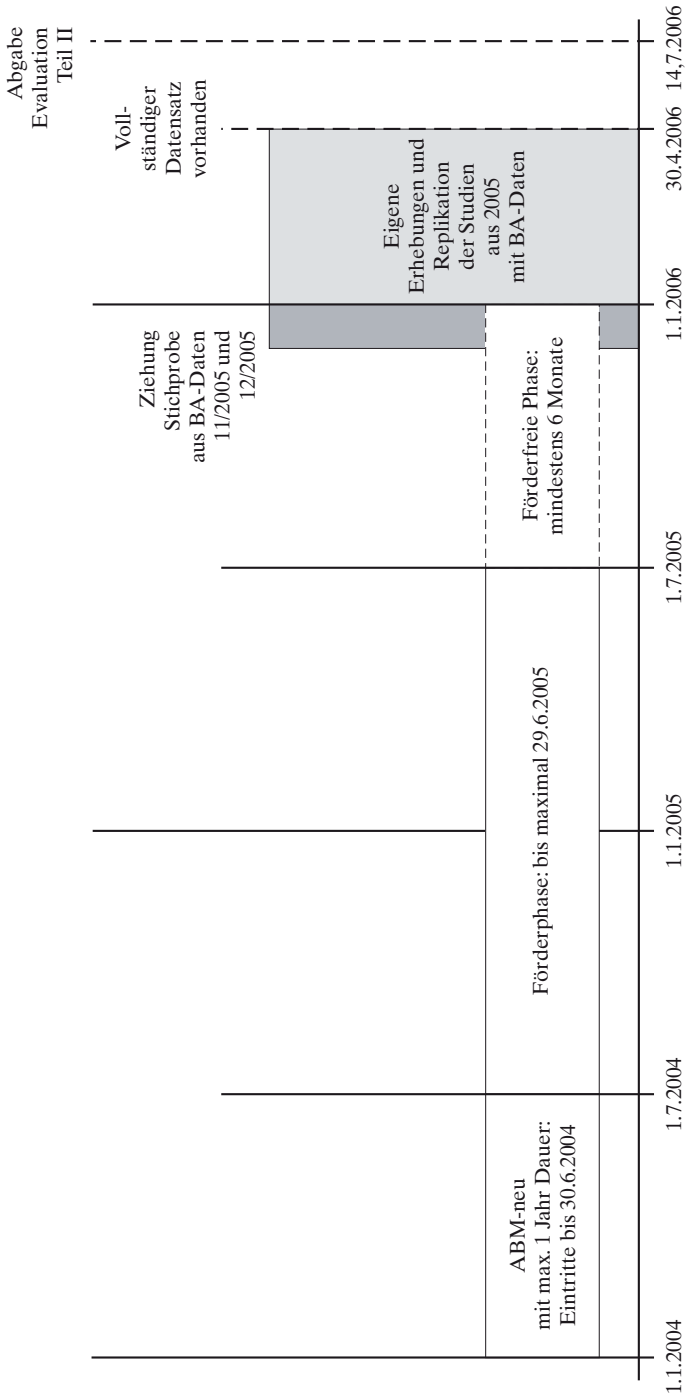 Abgabe
Evaluation
Teil II
Voll-
ständiger
Datensatz
vorhanden
Ziehung
Stichprobe
aus BA-Daten
11/2005 und
12/2005
Eigene
Erhebungen und
Replikation
der Studien
aus 2005
mit BA-Daten
ABM-neu
mit max. 1 Jahr Dauer:
Eintritte bis 30.6.2004
Förderphase: bis maximal 29.6.2005
Förderfreie Phase:
mindestens 6 Monate
1.1.2004
1.7.2004
1.1.2005
1.7.2005
1.1.2006
30.4.2006
14,7.2006